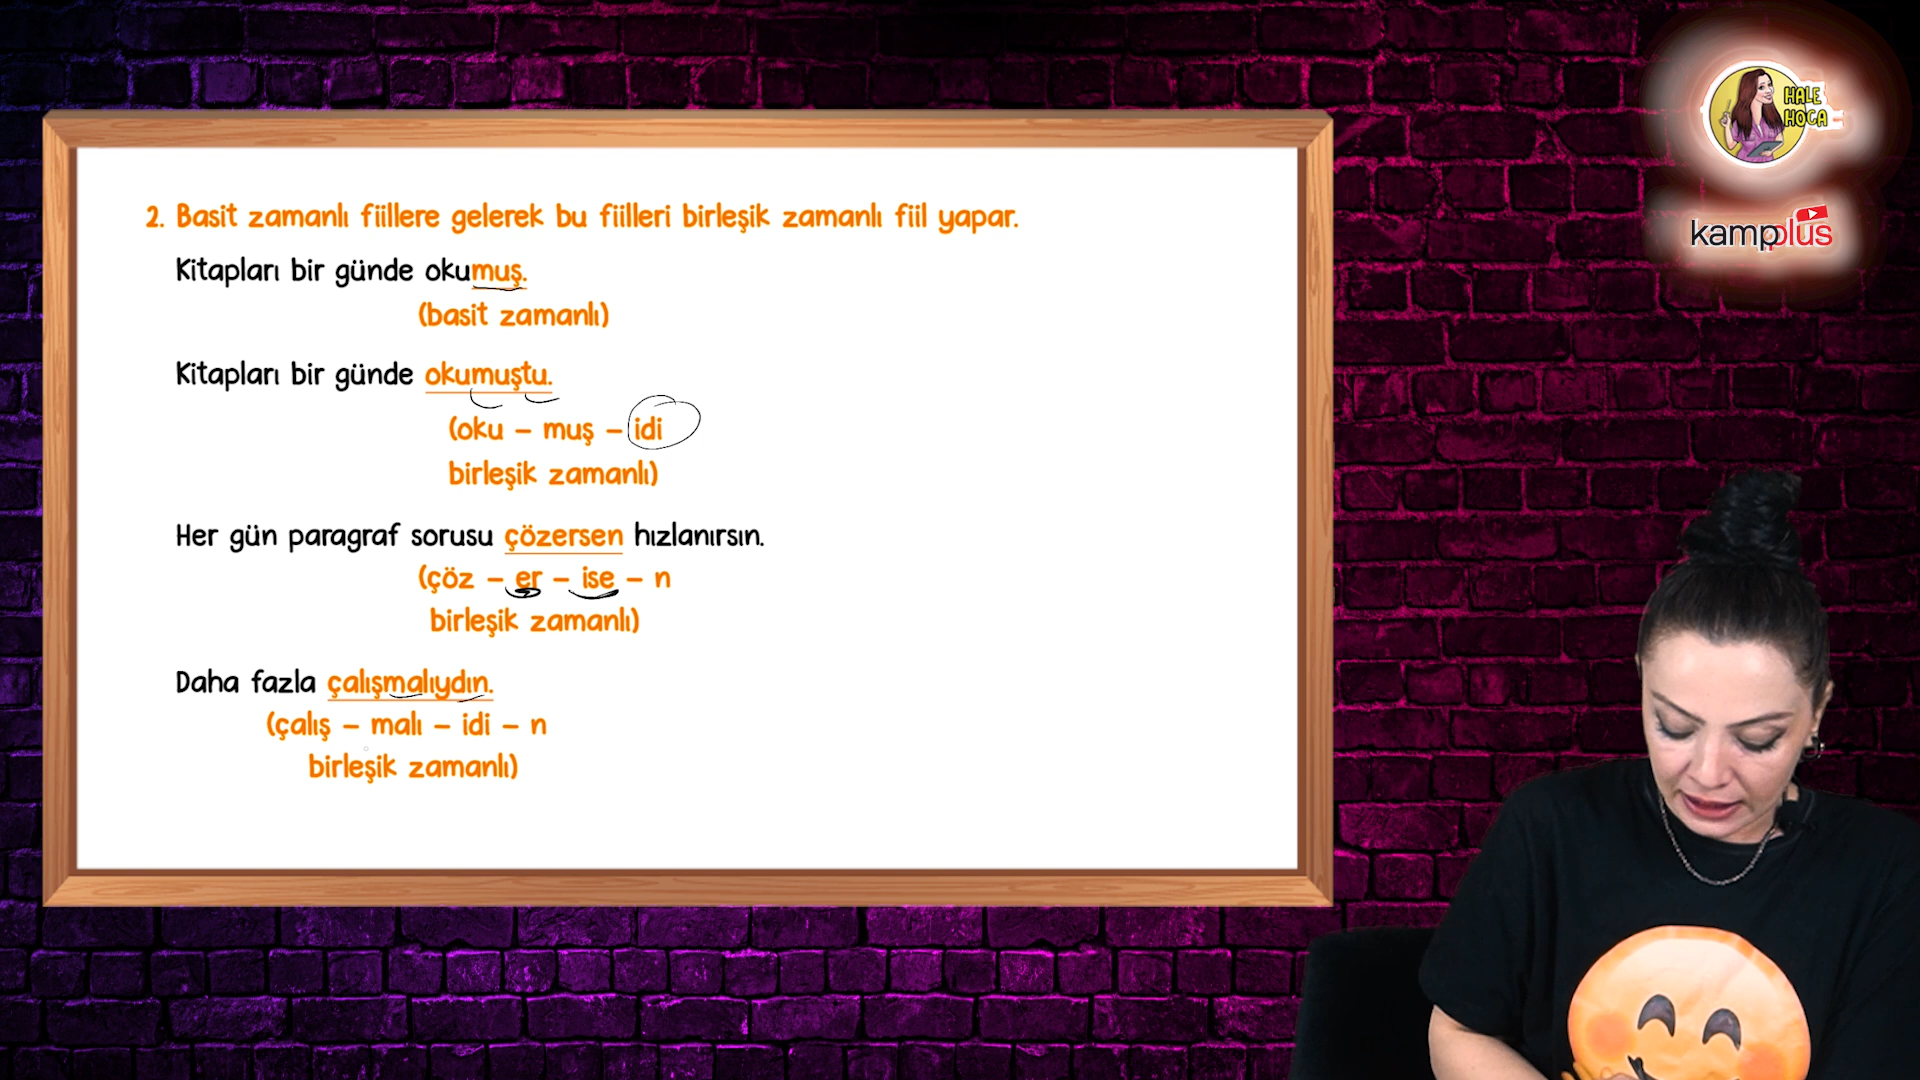 2. Basit zamanlı fiillere gelerek bu fiilleri birleşik zamanlı fiil yapar.
Kitapları bir günde okumuş.
(basit zamanlı)
Kitapları bir günde okumuştu.
(oku – muş – idi
birleşik zamanlı)
Her gün paragraf sorusu çözersen hızlanırsın.
(çöz – er – ise – n
birleşik zamanlı)
Daha fazla çalışmalıydın.
(çalış – malı – idi – n
birleşik zamanlı)
HALE
HOCA
kampplus